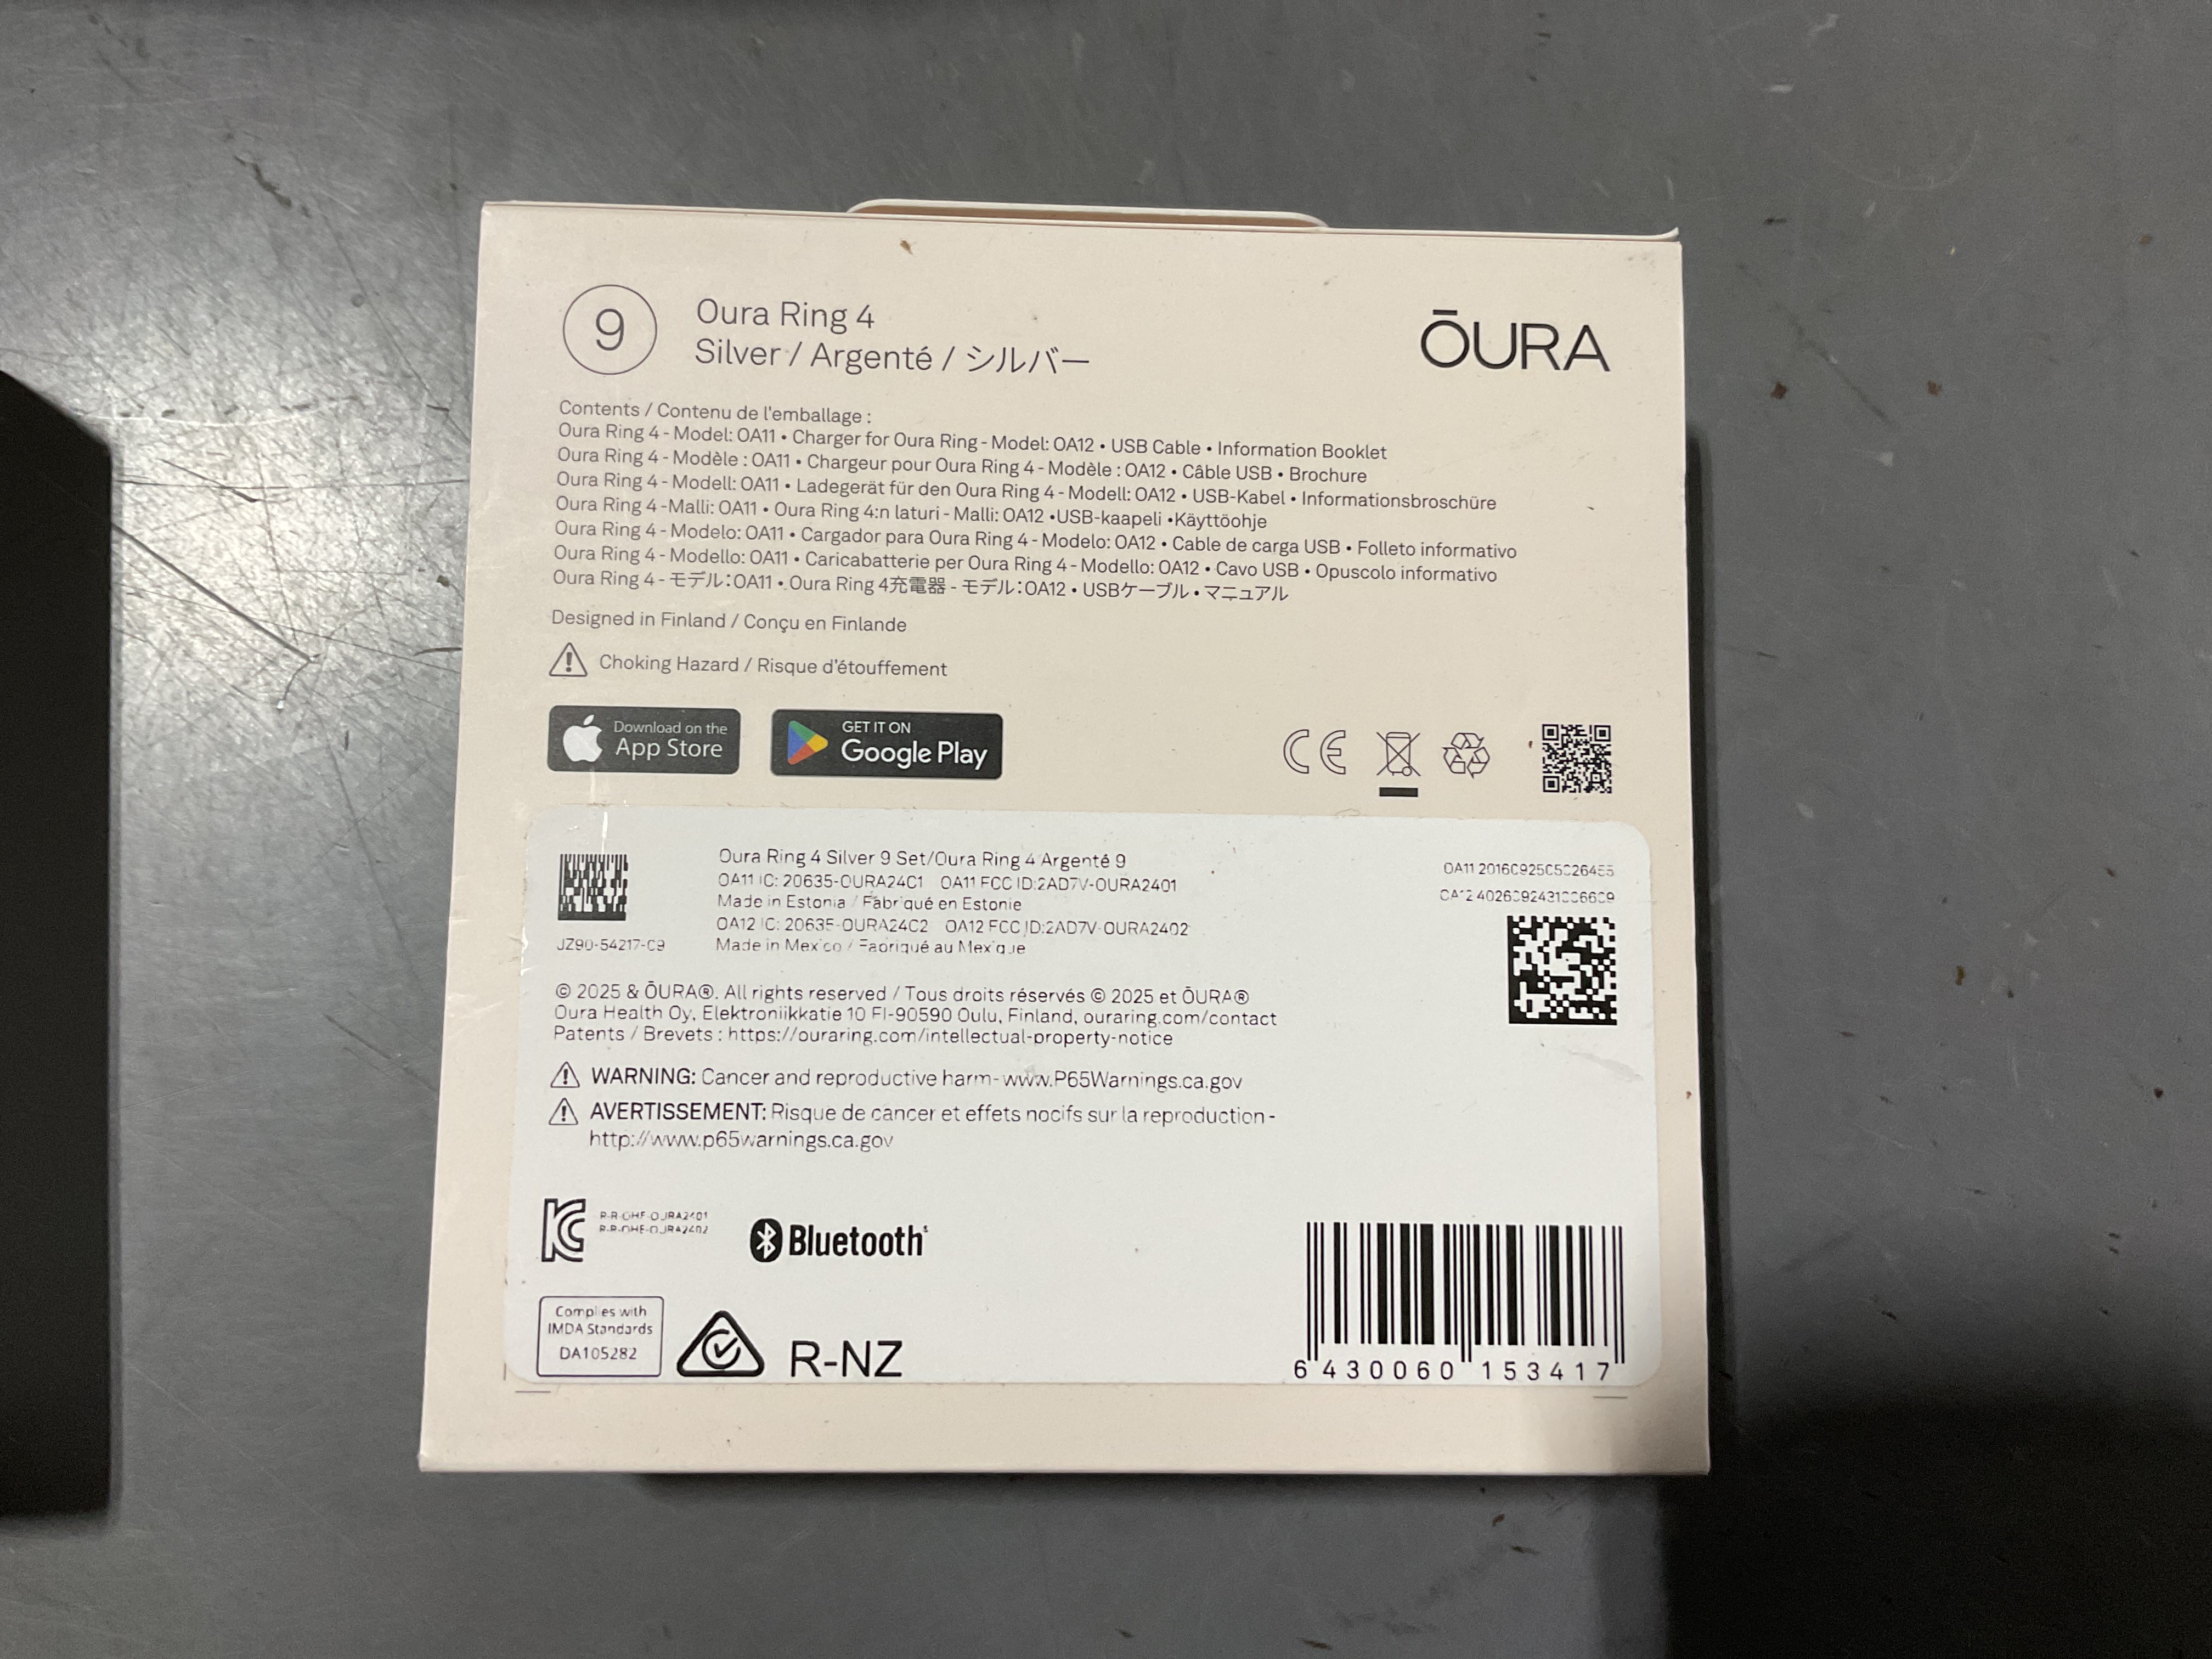 9
Oura Ring 4
Silver / Argenté / シルバー
ŌURA
Contents / Contenu de l'emballage :
Oura Ring 4 - Model: OA11 • Charger for Oura Ring - Model: OA12 • USB Cable • Information Booklet
Oura Ring 4 - Modèle : OA11 • Chargeur pour Oura Ring 4 - Modèle : OA12 • Câble USB • Brochure
Oura Ring 4 - Modell: OA11 • Ladegerät für den Oura Ring 4 - Modell: OA12 • USB-Kabel • Informationsbroschüre
Oura Ring 4 -Malli: OA11 • Oura Ring 4:n laturi - Malli: OA12 •USB-kaapeli •Käyttöohje
Oura Ring 4 - Modelo: OA11 • Cargador para Oura Ring 4 - Modelo: OA12 • Cable de carga USB • Folleto informativo
Oura Ring 4 - Modello: OA11 • Caricabatterie per Oura Ring 4 - Modello: OA12 • Cavo USB • Opuscolo informativo
Oura Ring 4 - モデル：OA11 • Oura Ring 4充電器 - モデル：OA12 • USBケーブル • マニュアル
Designed in Finland / Conçu en Finlande
Choking Hazard / Risque d'étouffement
Download on the
App Store
GET IT ON
Google Play
CE
Oura Ring 4 Silver 9 Set/Oura Ring 4 Argenté 9
OA11 IC: 20635-OURA24C1 OA11 FCC ID:2AD7V-OURA2401
Made in Estonia / Fabriqué en Estonie
OA12 IC: 20635-OURA24C2 OA12 FCC ID:2AD7V-OURA2402
Made in Mexico / Fabriqué au Mexique
JZ90-54217-C9
OA11
OA12
© 2025 & ŌURA®. All rights reserved / Tous droits réservés © 2025 et ŌURA®
Oura Health Oy, Elektroniikkatie 10 FI-90590 Oulu, Finland, ouraring.com/contact
Patents / Brevets : https://ouraring.com/intellectual-property-notice
WARNING: Cancer and reproductive harm-www.P65Warnings.ca.gov
AVERTISSEMENT: Risque de cancer et effets nocifs sur la reproduction -
http://www.p65warnings.ca.gov
Bluetooth
Complies with
IMDA Standards
DA105282
R-NZ
6 430060 153417